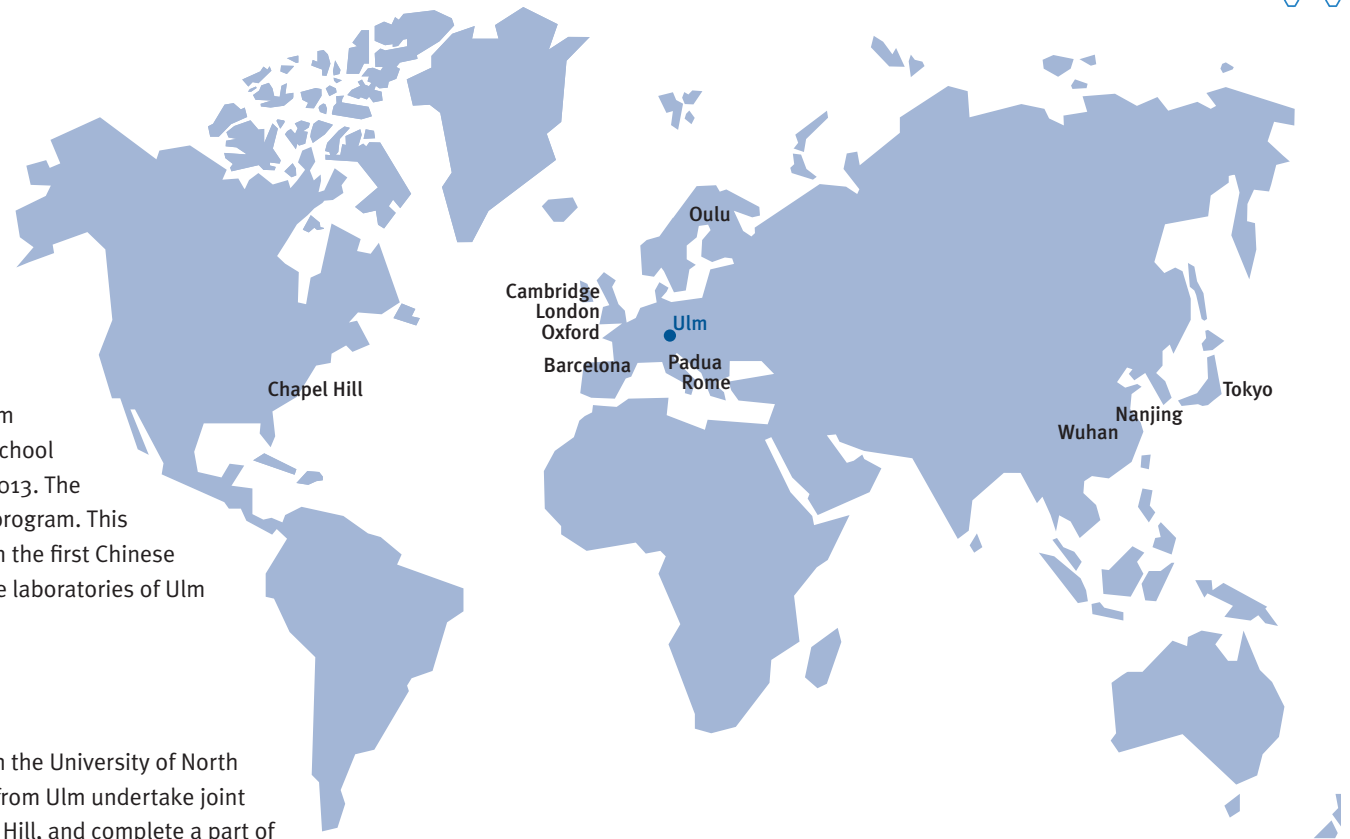 Oulu
Cambridge
London
Oxford
Ulm
Barcelona
Padua
Rome
Chapel Hill
Tokyo
Nanjing
Wuhan
m
chool
013. The
program. This
n the first Chinese
e laboratories of Ulm
n the University of North
from Ulm undertake joint
Hill, and complete a part of